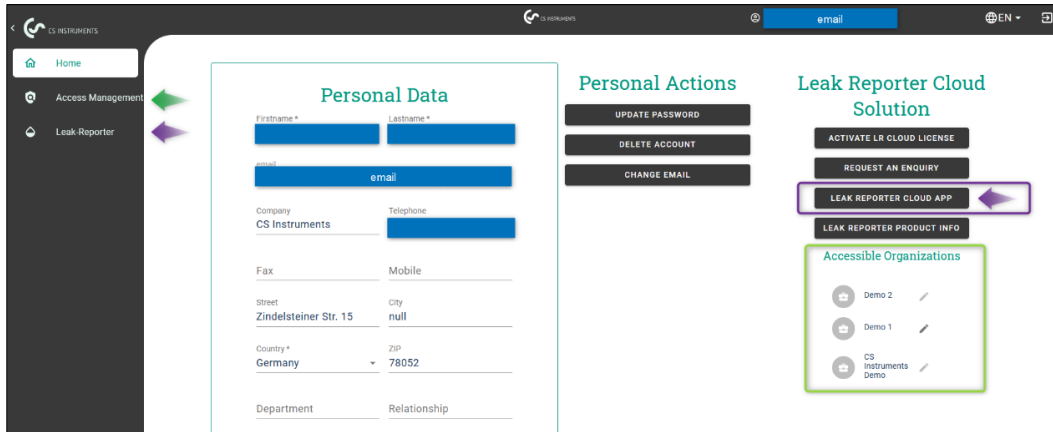 CS INSTRUMENTS
CS INSTRUMENTS
email
EN
Home
Access Management
Leak-Reporter
Personal Data
Firstname *
Lastname *
email
email
Company
CS Instruments
Telephone
Fax
Mobile
Street
Zindelsteiner Str. 15
City
null
Country *
Germany
ZIP
78052
Department
Relationship
Personal Actions
UPDATE PASSWORD
DELETE ACCOUNT
CHANGE EMAIL
Leak Reporter Cloud
Solution
ACTIVATE LR CLOUD LICENSE
REQUEST AN ENQUIRY
LEAK REPORTER CLOUD APP
LEAK REPORTER PRODUCT INFO
Accessible Organizations
Demo 2
Demo 1
CS
Instruments
Demo